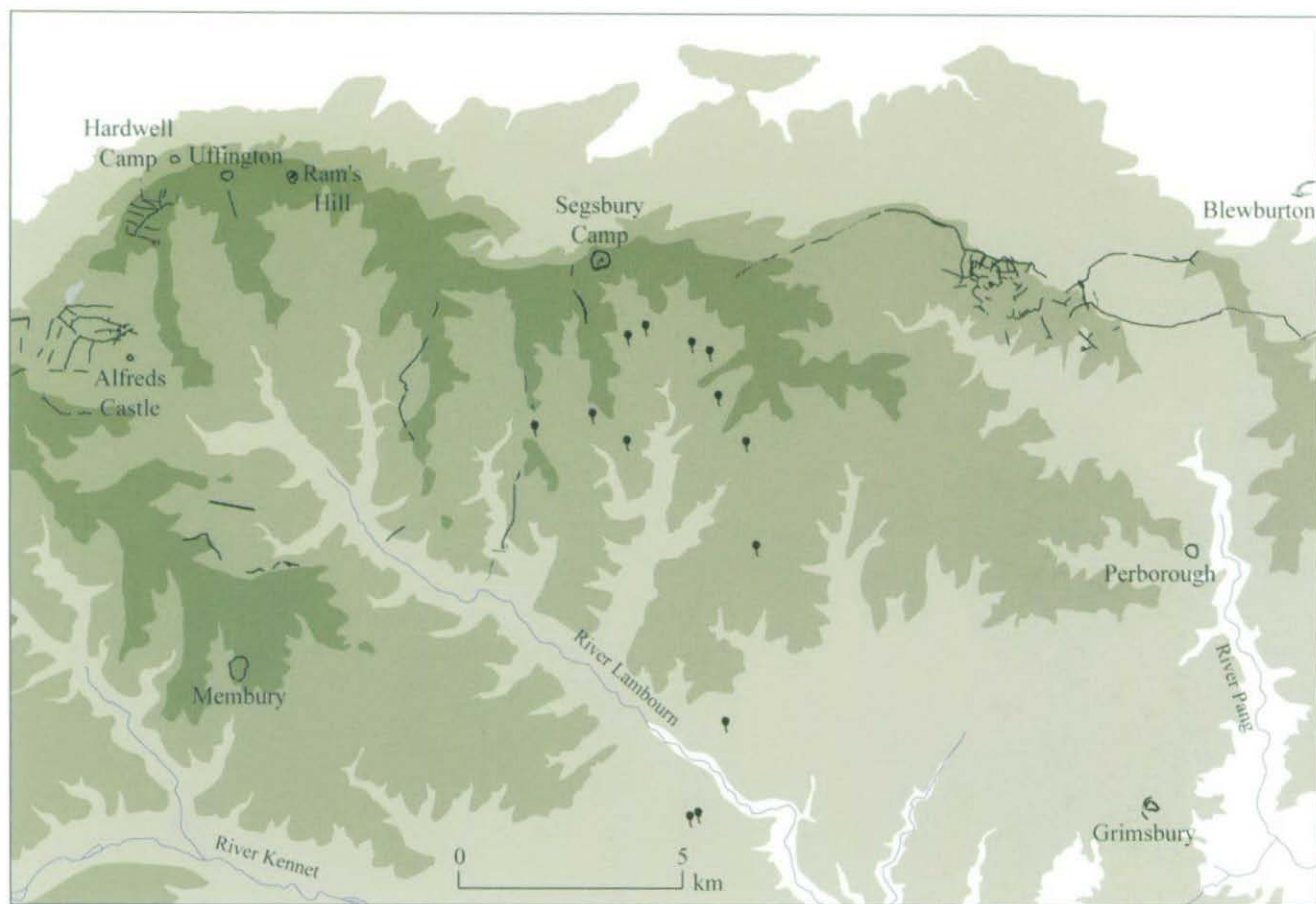 Hardwell
Camp
Uffington
Ram's
Hill
Segsbury
Camp
Blewburton
Alfreds
Castle
Perborough
Membury
River Lambourn
River Pang
Grimsbury
River Kennet
0 5
km